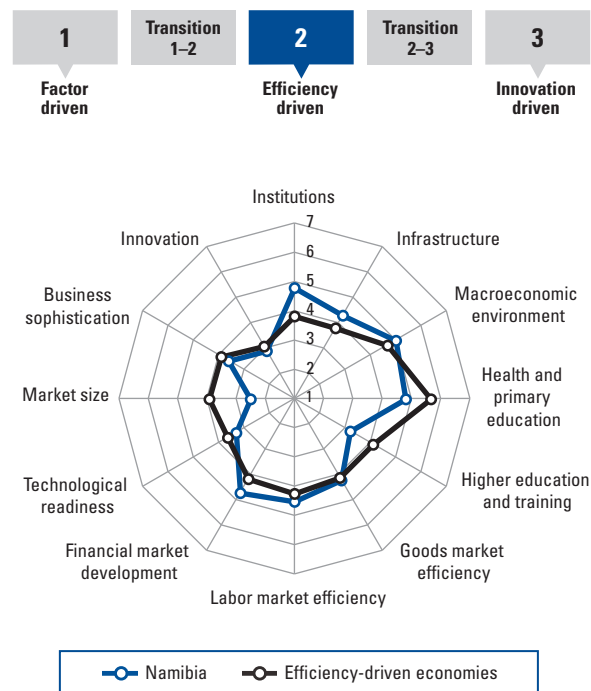 1
Transition
1–2
2
Transition
2–3
3
Factor
driven
Efficiency
driven
Innovation
driven
Institutions
7
Innovation
Infrastructure
6
5
Business
sophistication
Macroeconomic
environment
4
3
2
Market size
1
Health and
primary
education
Technological
readiness
Higher education
and training
Financial market
development
Goods market
efficiency
Labor market efficiency
Namibia
Efficiency-driven economies